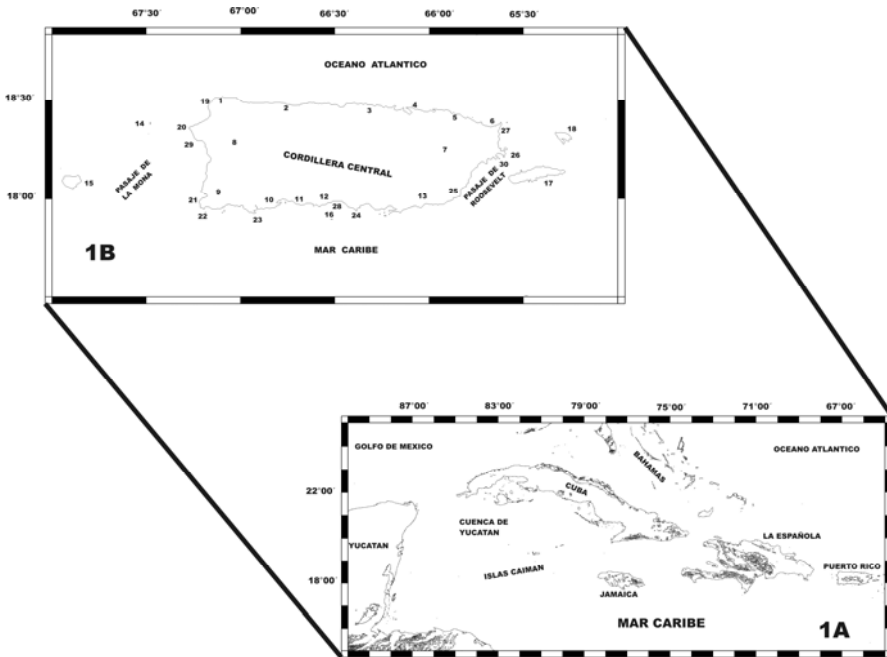 67°30´ 67°00´ 66°30´ 66°00´ 65°30´
OCEANO ATLANTICO
18°30´
19 1 2 3 4 5 6
14 20 27 18
29 8 7 26
CORDILLERA CENTRAL
30
PASAJE DE
LA MONA
15 9 17
PASAJE DE
ROOSEVELT
18°00´
21 10 11 12 13 25
22 23 28 16 24
MAR CARIBE
1B
87°00´ 83°00´ 79°00´ 75°00´ 71°00´ 67°00´
GOLFO DE MEXICO
OCEANO ATLANTICO
BAHAMAS
22°00´
CUBA
CUENCA DE
YUCATAN
LA ESPAÑOLA
YUCATAN
ISLAS CAIMAN
PUERTO RICO
18°00´
JAMAICA
MAR CARIBE
1A